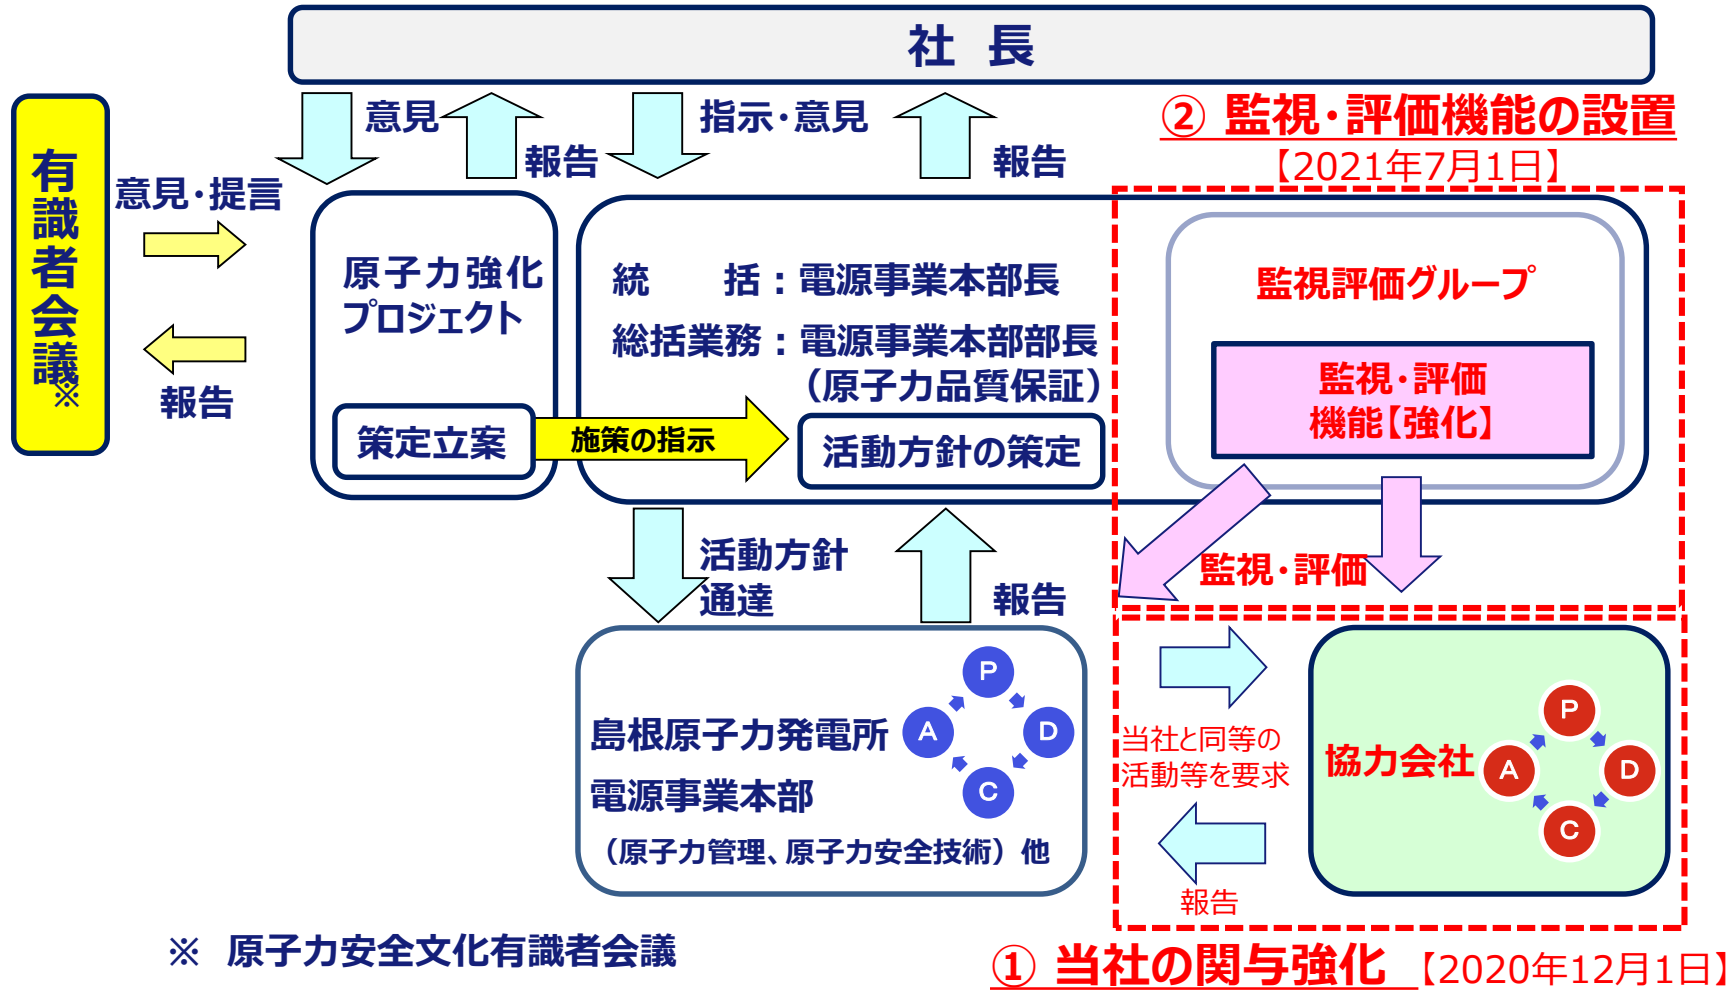 社 長
意見
報告
指示・意見
報告
② 監視・評価機能の設置
【2021年7月1日】
有識者会議
※
意見・提言
報告
原子力強化
プロジェクト
策定立案
施策の指示
統 括:電源事業本部長
総括業務:電源事業本部部長
(原子力品質保証)
活動方針の策定
監視評価グループ
監視・評価
機能【強化】
活動方針
通達
報告
監視・評価
島根原子力発電所
電源事業本部
(原子力管理、原子力安全技術)他
P
A
D
C
当社と同等の
活動等を要求
報告
協力会社
P
A
D
C
※ 原子力安全文化有識者会議
① 当社の関与強化 【2020年12月1日】